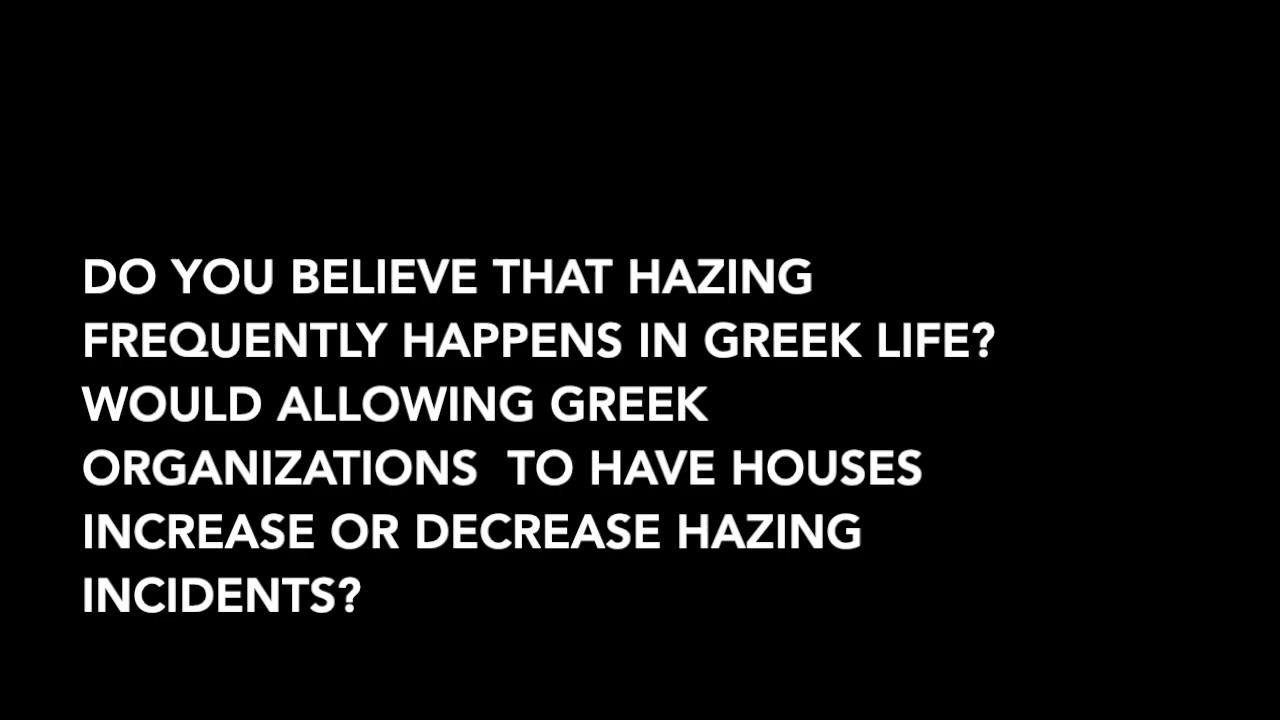 DO YOU BELIEVE THAT HAZING
FREQUENTLY HAPPENS IN GREEK LIFE?
WOULD ALLOWING GREEK
ORGANIZATIONS  TO HAVE HOUSES
INCREASE OR DECREASE HAZING
INCIDENTS?